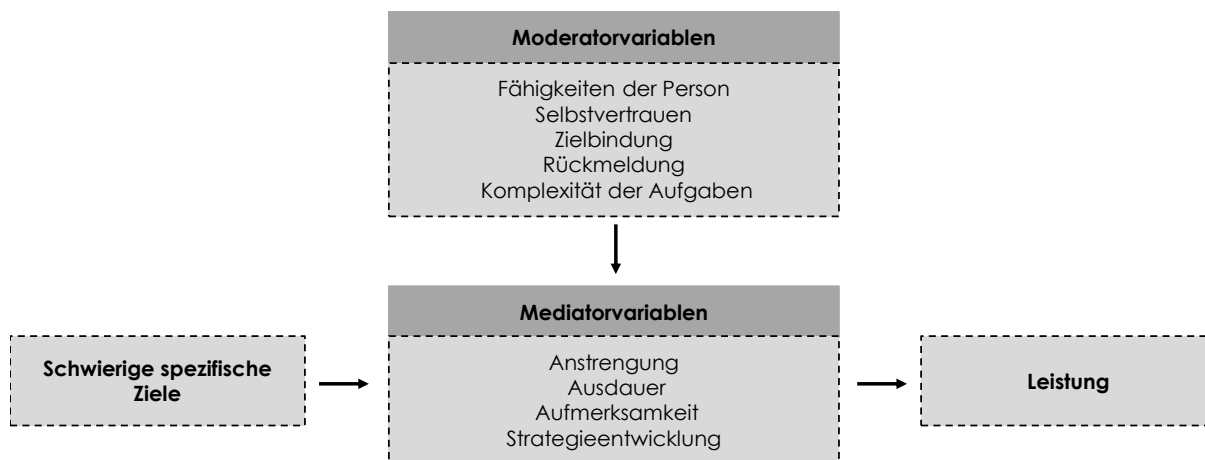 Moderatorvariablen
Fähigkeiten der Person
Selbstvertrauen
Zielbindung
Rückmeldung
Komplexität der Aufgaben
Schwierige spezifische
Ziele
Mediatorvariablen
Anstrengung
Ausdauer
Aufmerksamkeit
Strategieentwicklung
Leistung